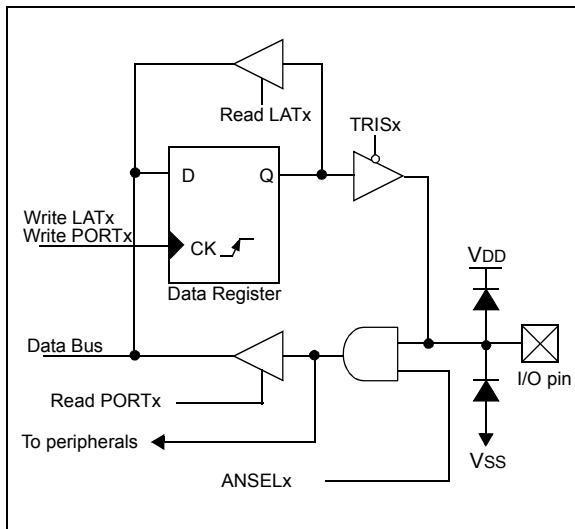 Read LATx
TRISx
D
Q
Write LATx
Write PORTx
CK
Data Register
VDD
Data Bus
I/O pin
Read PORTx
To peripherals
VSS
ANSELx